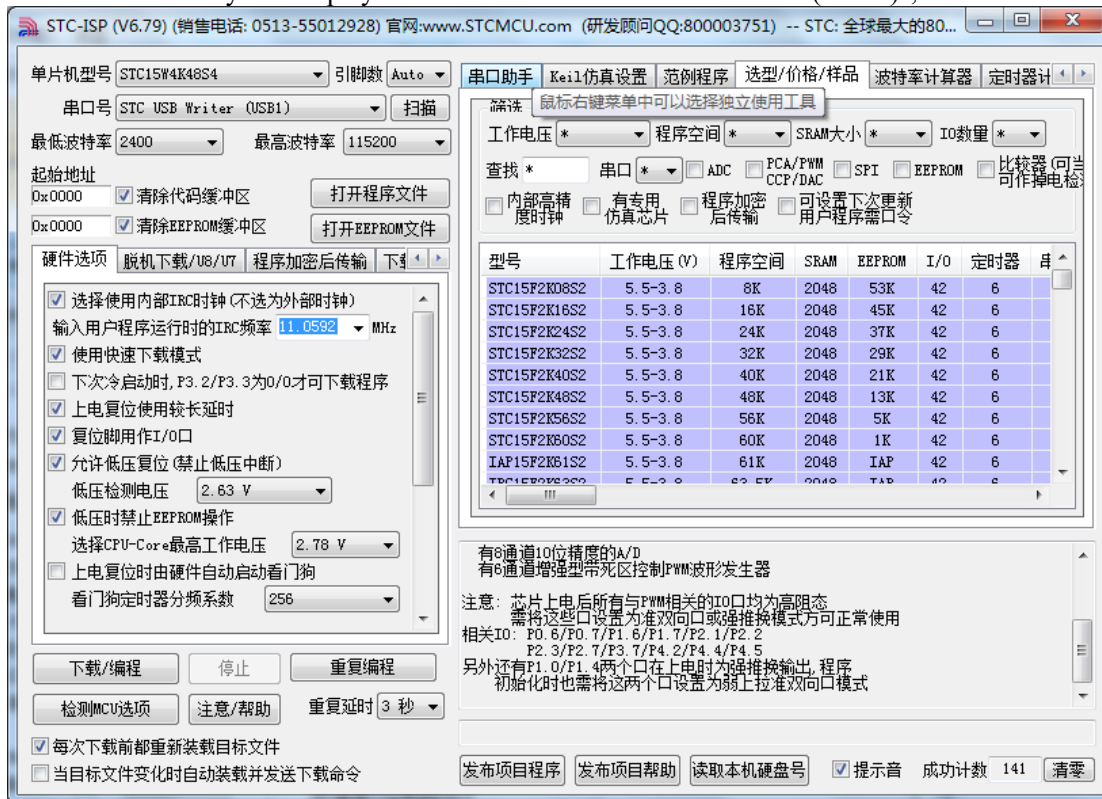 STC-ISP (V6.79) (销售电话: 0513-55012928) 官网:www.STCMCU.com (研发顾问QQ:800003751) -- STC: 全球最大的80...
单片机型号 STC15W4K48S4 引脚数 Auto
串口号 STC USB Writer (USB1) 扫描
最低波特率 2400 最高波特率 115200
起始地址
0x0000 清除代码缓冲区 打开程序文件
0x0000 清除EEPROM缓冲区 打开EEPROM文件
硬件选项 脱机下载/U8/U7 程序加密后传输
选择使用内部IRC时钟(不选为外部时钟)
输入用户程序运行时的IRC频率 11.0592 MHz
使用快速下载模式
下次冷启动时,P3.2/P3.3为0/0才可下载程序
上电复位使用较长延时
复位脚用作I/O口
允许低压复位(禁止低压中断)
低压检测电压 2.63 V
低压时禁止EEPROM操作
选择CPU-Core最高工作电压 2.78 V
上电复位时由硬件自动启动看门狗
看门狗定时器分频系数 256
下载/编程 停止 重复编程
检测MCU选项 注意/帮助 重复延时 3 秒
每次下载前都重新装载目标文件
当目标文件变化时自动装载并发送下载命令
串口助手 Keil仿真设置 范例程序 选型/价格/样品 波特率计算器 定时器计
筛选 鼠标右键菜单中可以选择独立使用工具
工作电压 * 程序空间 * SRAM大小 * IO数量 *
查找 * 串口 * ADC PCA/PWM CCP/DAC SPI EEPROM 比较器(可当 可作掉电检
内部高精度时钟 有专用仿真芯片 程序加密后传输 可设置下次更新用户程序需口令
型号 工作电压(V) 程序空间 SRAM EEPROM I/O 定时器
STC15F2K08S2 5.5-3.8 8K 2048 53K 42 6
STC15F2K16S2 5.5-3.8 16K 2048 45K 42 6
STC15F2K24S2 5.5-3.8 24K 2048 37K 42 6
STC15F2K32S2 5.5-3.8 32K 2048 29K 42 6
STC15F2K40S2 5.5-3.8 40K 2048 21K 42 6
STC15F2K48S2 5.5-3.8 48K 2048 13K 42 6
STC15F2K56S2 5.5-3.8 56K 2048 5K 42 6
STC15F2K60S2 5.5-3.8 60K 2048 1K 42 6
IAP15F2K61S2 5.5-3.8 61K 2048 IAP 42 6
有8通道10位精度的A/D
有6通道增强型带死区控制PWM波形发生器
注意: 芯片上电后所有与PWM相关的IO口均为高阻态
需将这些口设置为准双向口或强推挽模式方可正常使用
相关IO: P0.6/P0.7/P1.6/P1.7/P2.1/P2.2
P2.3/P2.7/P3.7/P4.2/P4.4/P4.5
另外还有P1.0/P1.4两个口在上电时为强推挽输出,程序
初始化时也需将这两个口设置为弱上拉准双向口模式
发布项目程序 发布项目帮助 读取本机硬盘号 提示音 成功计数 141 清零